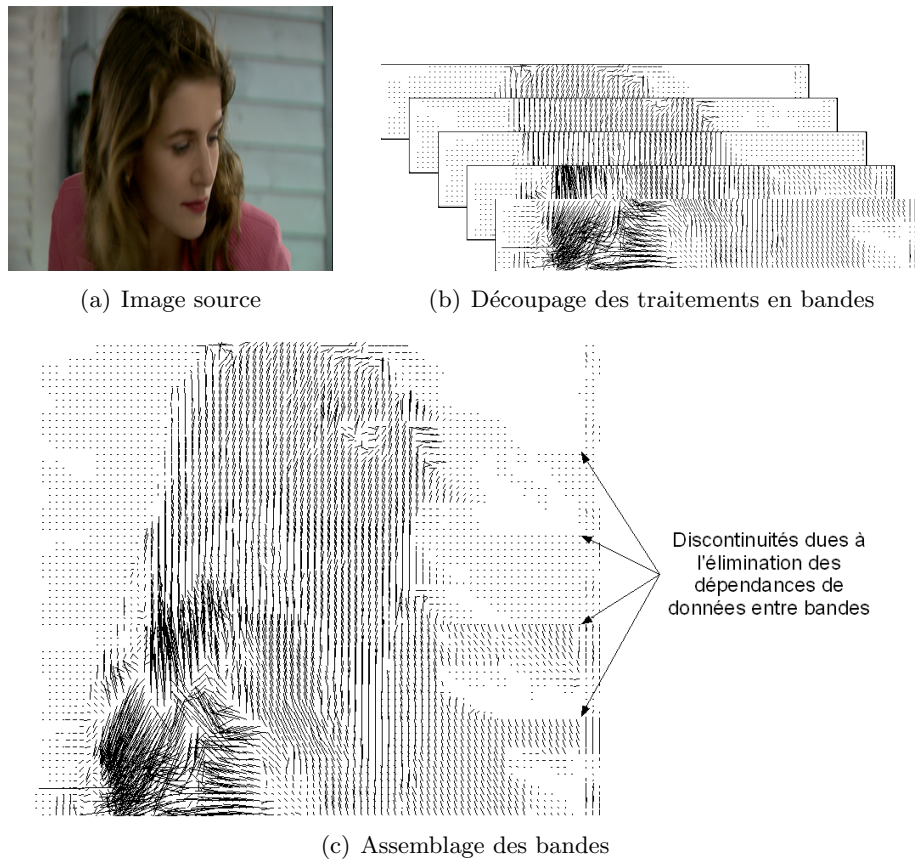 (a) Image source
(b) Découpage des traitements en bandes
Discontinuités dues à
l'élimination des
dépendances de
données entre bandes
(c) Assemblage des bandes